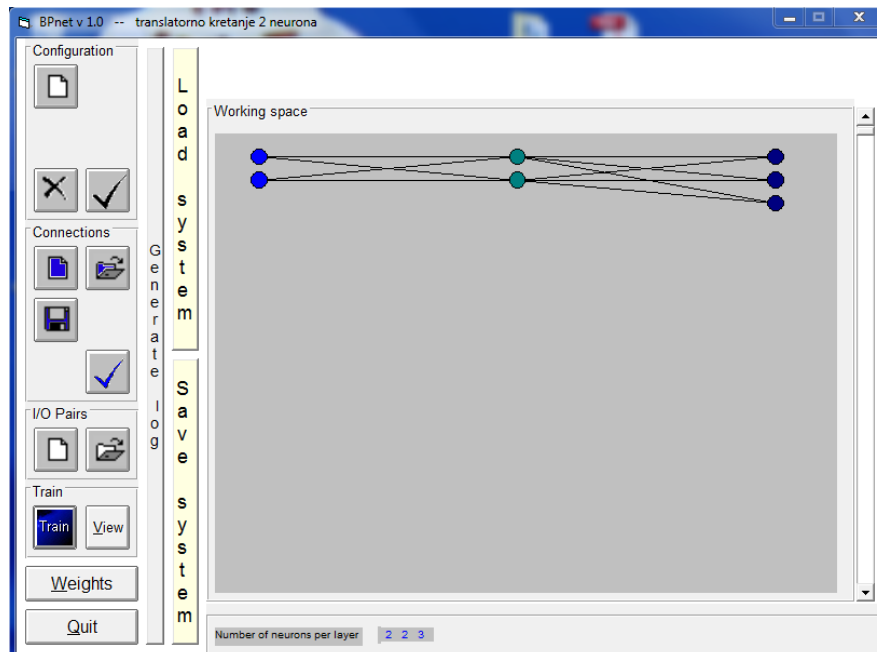 BPnet v 1.0 -- translatorno kretanje 2 neurona
Configuration
Connections
I/O Pairs
Train
Train
View
Weights
Quit
Generate log
Load system
Save system
Working space
Number of neurons per layer 2 2 3